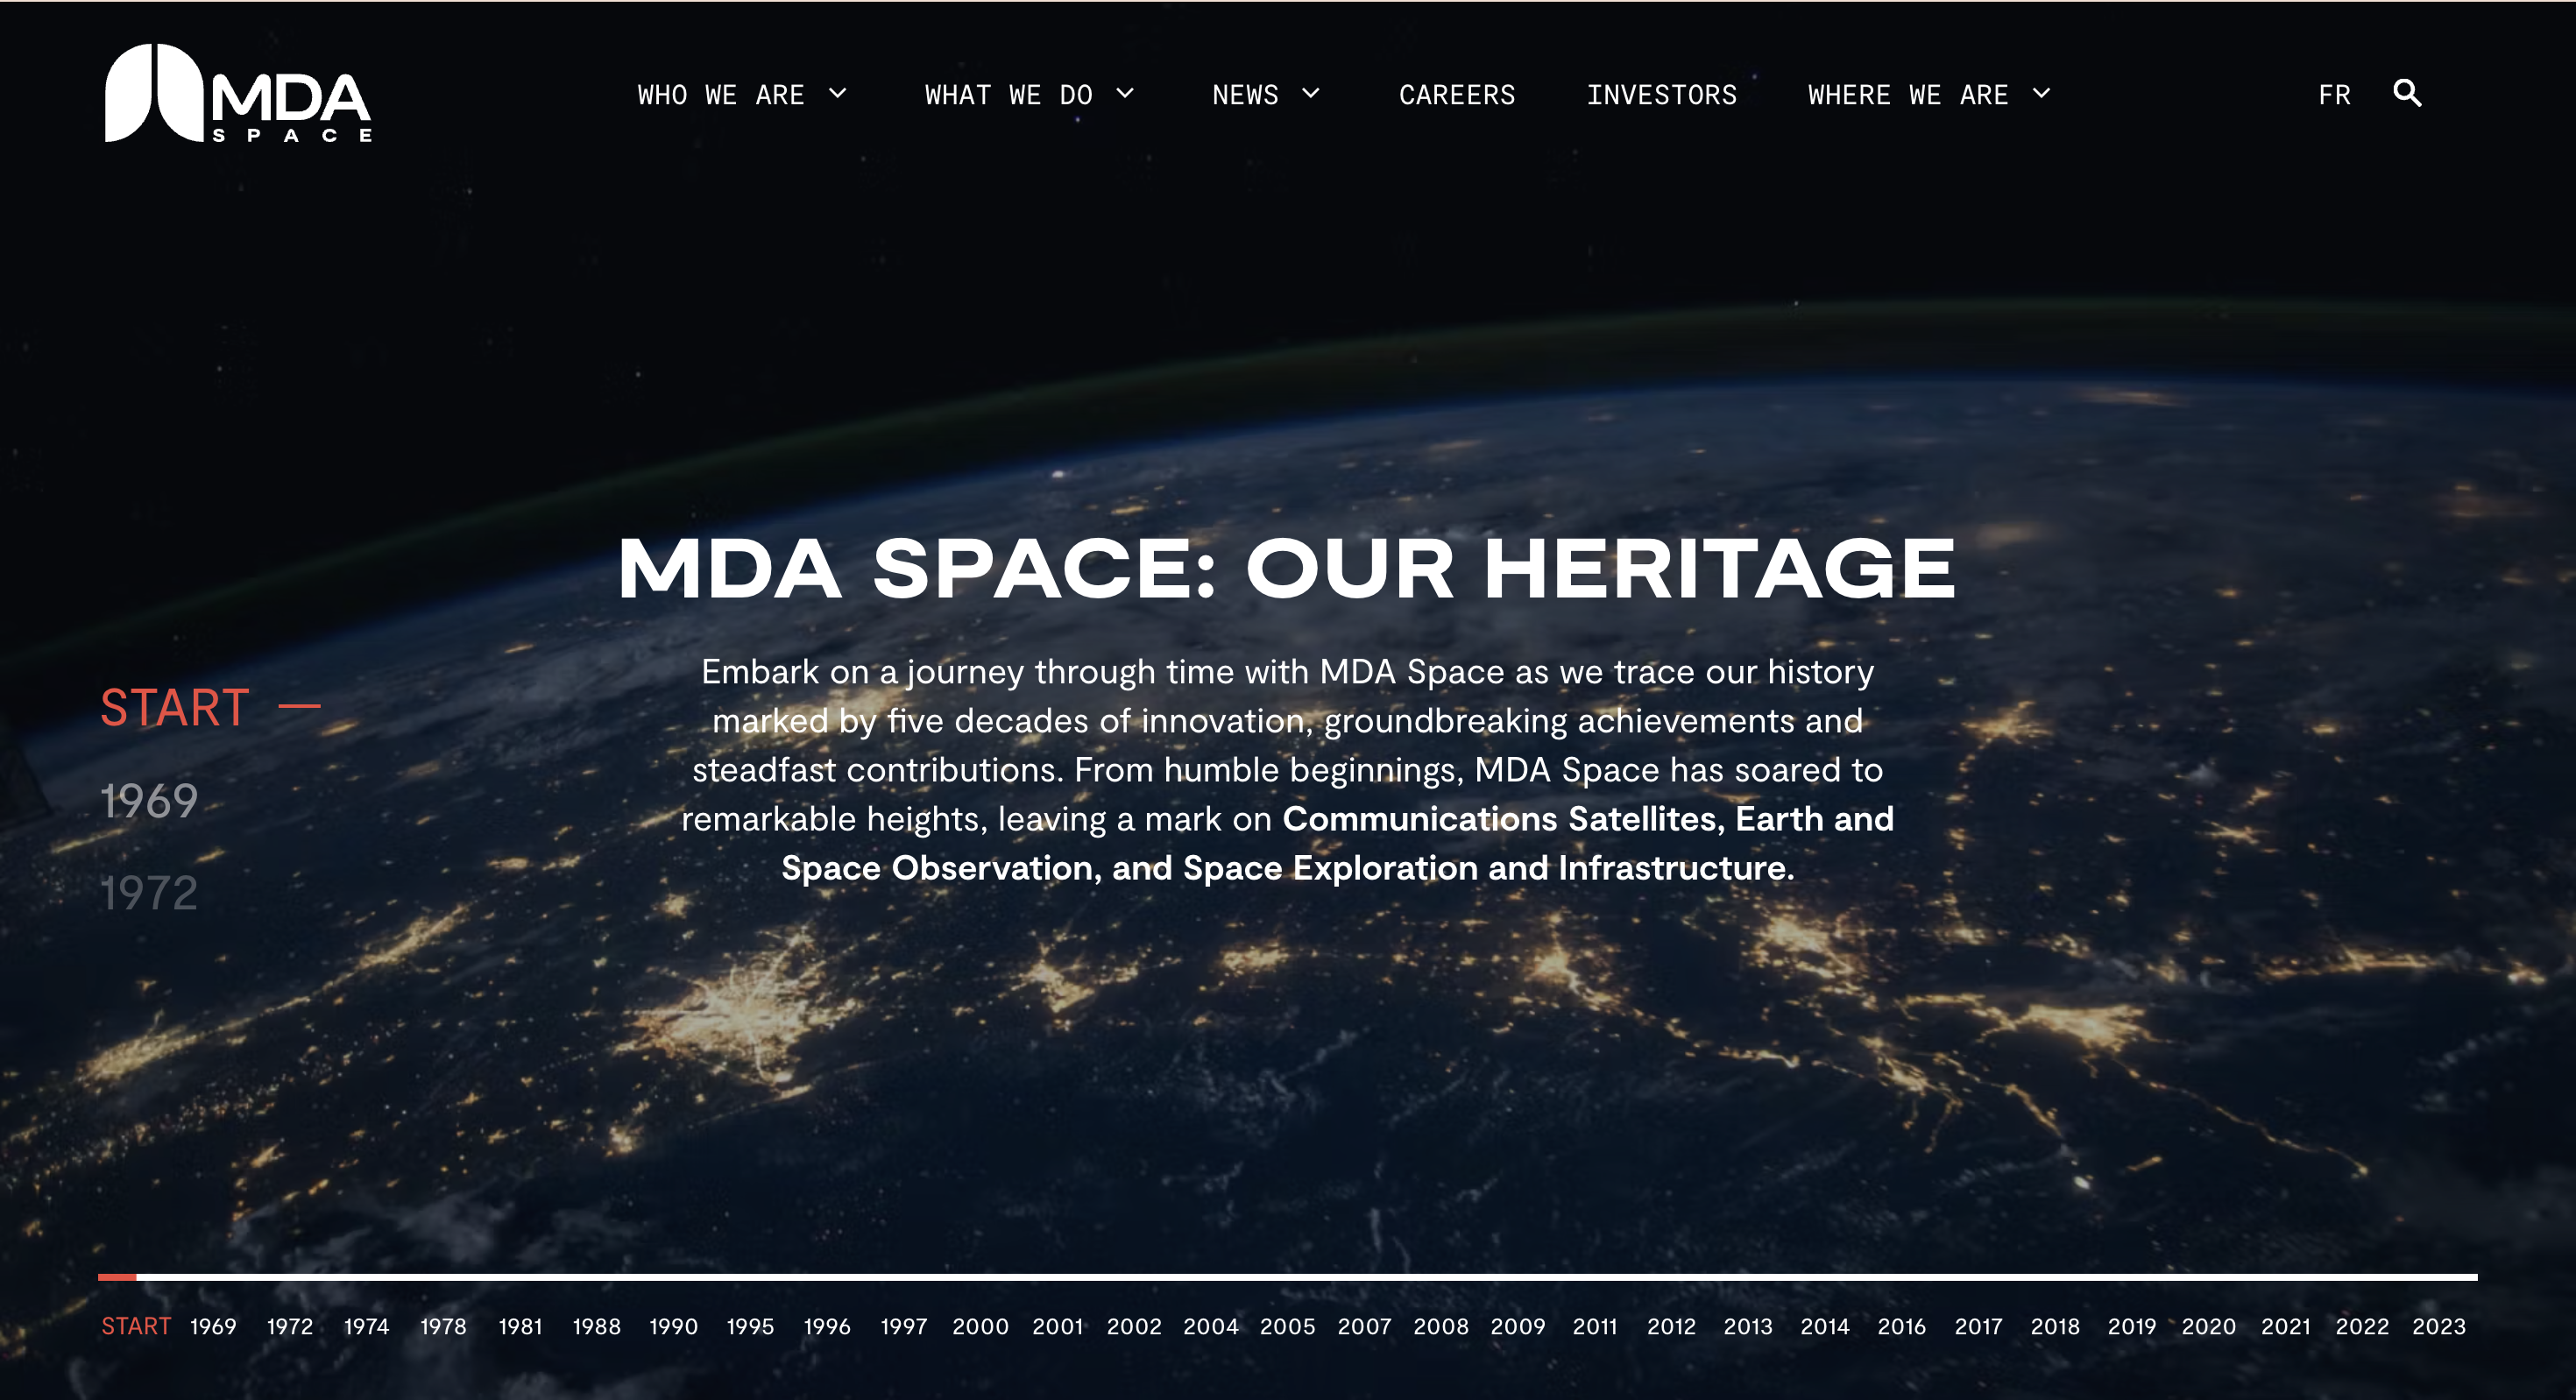 MDA
SPACE
WHO WE ARE
WHAT WE DO
NEWS
CAREERS
INVESTORS
WHERE WE ARE
FR
MDA SPACE: OUR HERITAGE
Embark on a journey through time with MDA Space as we trace our history
marked by five decades of innovation, groundbreaking achievements and
steadfast contributions. From humble beginnings, MDA Space has soared to
remarkable heights, leaving a mark on Communications Satellites, Earth and
Space Observation, and Space Exploration and Infrastructure.
START
1969
1972
START 1969 1972 1974 1978 1981 1988 1990 1995 1996 1997 2000 2001 2002 2004 2005 2007 2008 2009 2011 2012 2013 2014 2016 2017 2018 2019 2020 2021 2022 2023